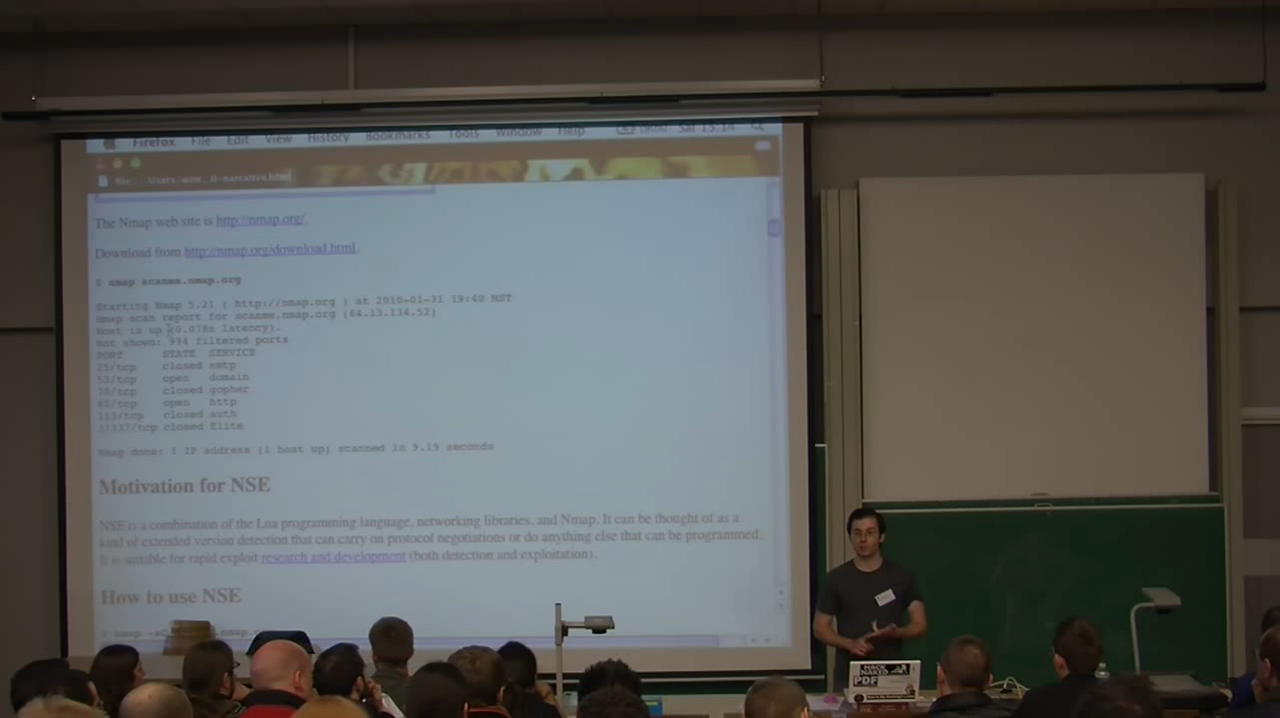 Firefox File Edit View History Bookmarks Tools Window Help Sat 15:14
The Nmap web site is http://nmap.org/
Download from http://nmap.org/download.html.
$ nmap scanme.nmap.org
Starting Nmap 5.21 ( http://nmap.org ) at 2010-01-31 19:40 MST
Nmap scan report for scanme.nmap.org (64.13.134.52)
Host is up (0.078s latency).
Not shown: 994 filtered ports
PORT STATE SERVICE
25/tcp closed smtp
53/tcp open domain
70/tcp closed gopher
80/tcp open http
113/tcp closed auth
31337/tcp closed Elite
Nmap done: 1 IP address (1 host up) scanned in 9.19 seconds
Motivation for NSE
NSE is a combination of the Lua programming language, networking libraries, and Nmap. It can be thought of as a
kind of extended version detection that can carry on protocol negotiations or do anything else that can be programmed.
It is suitable for rapid exploit research and development (both detection and exploitation).
How to use NSE
HACK
NAKED
PDF